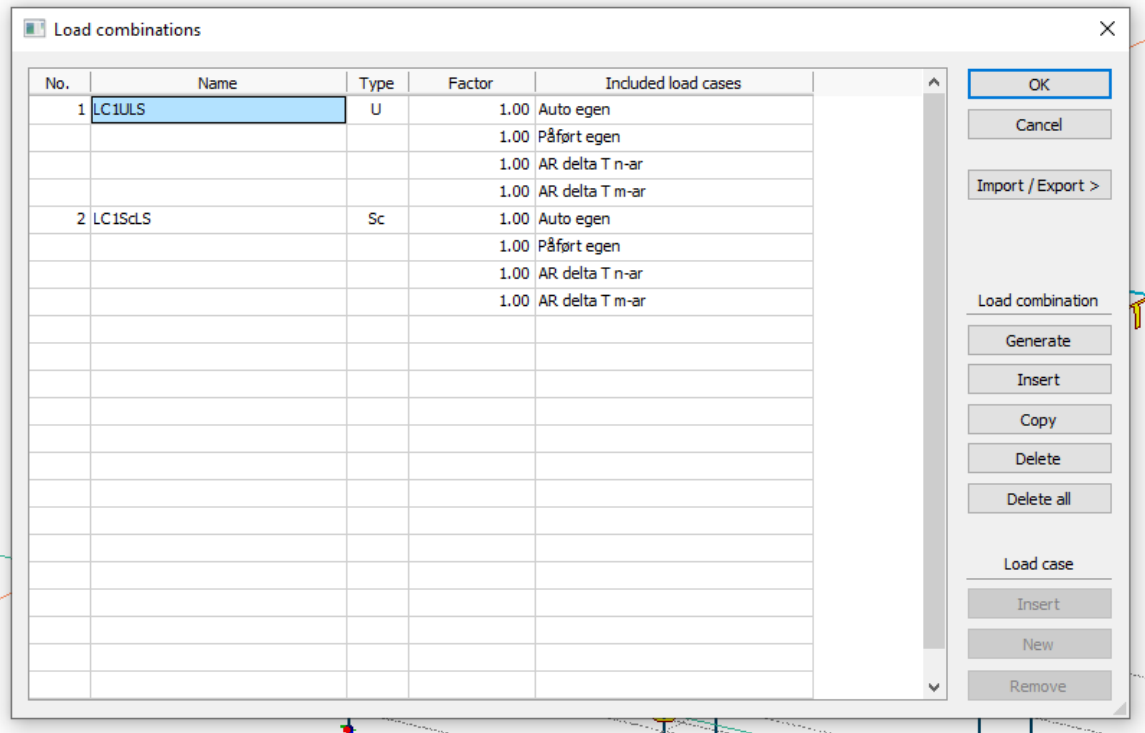 Load combinations
No. Name Type Factor Included load cases
1 LC1ULS U 1.00 Auto egen
1.00 Påført egen
1.00 AR delta T n-ar
1.00 AR delta T m-ar
2 LC1ScLS Sc 1.00 Auto egen
1.00 Påført egen
1.00 AR delta T n-ar
1.00 AR delta T m-ar
OK
Cancel
Import / Export >
Load combination
Generate
Insert
Copy
Delete
Delete all
Load case
Insert
New
Remove